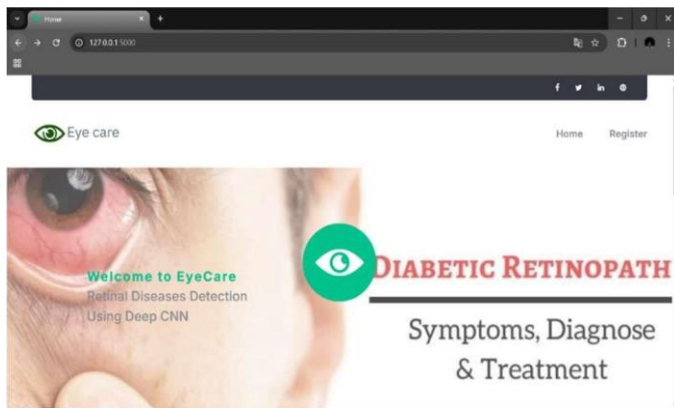 Home
127.0.0.1:5000
Eye care
Home Register
Welcome to EyeCare
Retinal Diseases Detection
Using Deep CNN
DIABETIC RETINOPATH
Symptoms, Diagnose
& Treatment